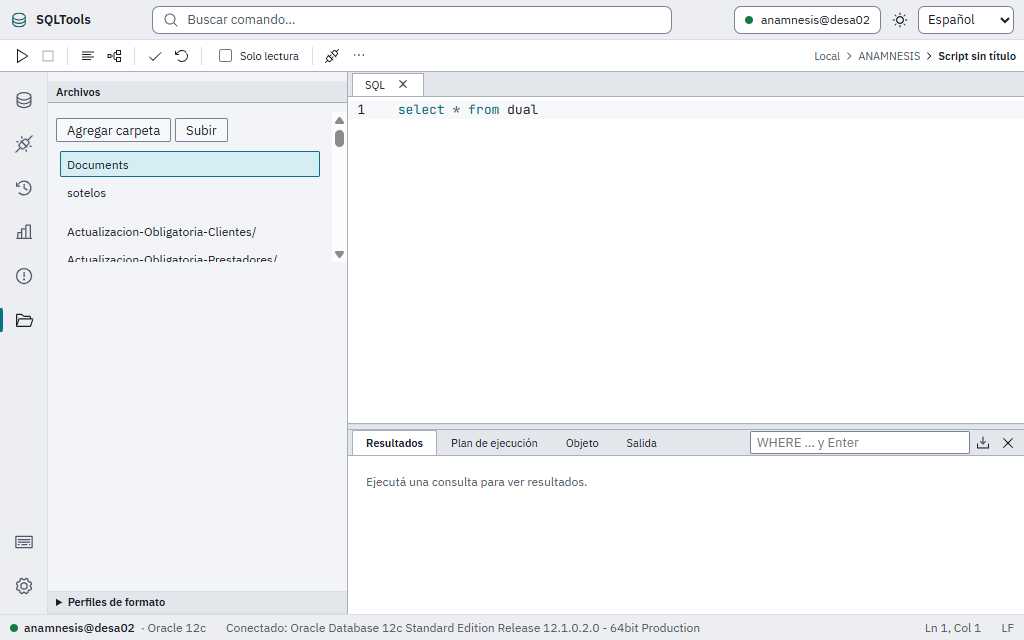 SQLTools
Buscar comando...
anamnesis@desa02
Español
Solo lectura
...
Local > ANAMNESIS > Script sin título
Archivos
Agregar carpeta
Subir
Documents
sotelos
Actualizacion-Obligatoria-Clientes/
Actualizacion-Obligatoria-Prestadores/
Perfiles de formato
SQL
1 select * from dual
Resultados
Plan de ejecución
Objeto
Salida
WHERE ... y Enter
Ejecutá una consulta para ver resultados.
anamnesis@desa02 · Oracle 12c
Conectado: Oracle Database 12c Standard Edition Release 12.1.0.2.0 - 64bit Production
Ln 1, Col 1
LF